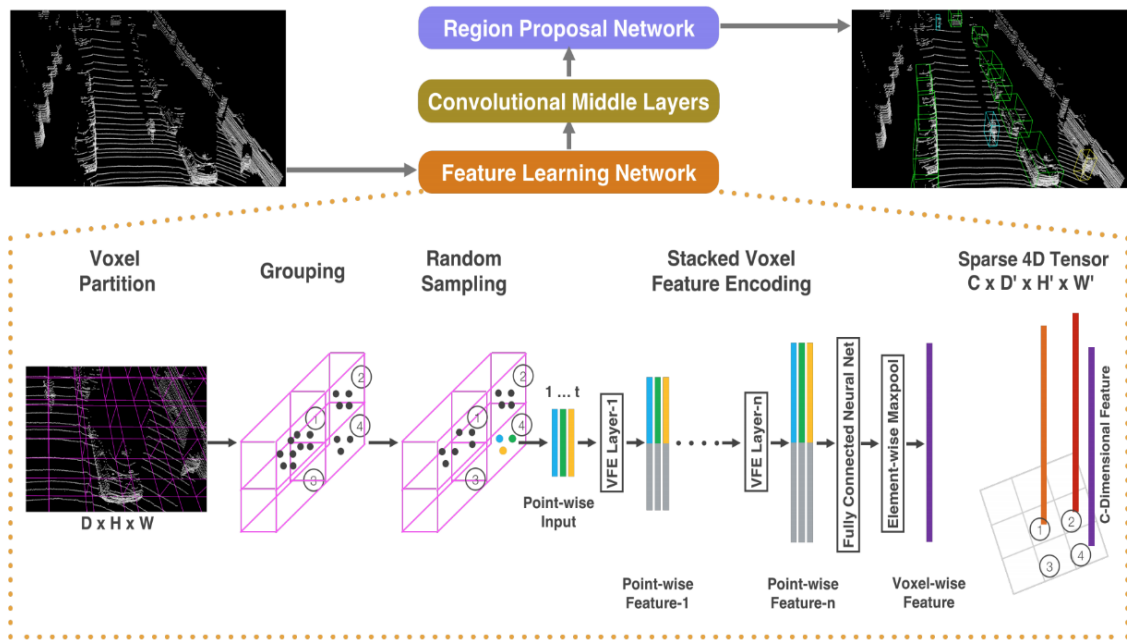 Region Proposal Network
Convolutional Middle Layers
Feature Learning Network
Voxel
Partition
Grouping
Random
Sampling
Stacked Voxel
Feature Encoding
Sparse 4D Tensor
C x D' x H' x W'
D x H x W
1
2
3
4
1
2
3
4
1 ... t
Point-wise
Input
VFE Layer-1
Point-wise
Feature-1
VFE Layer-n
Point-wise
Feature-n
Fully Connected Neural Net
Element-wise Maxpool
Voxel-wise
Feature
C-Dimensional Feature
1
2
3
4